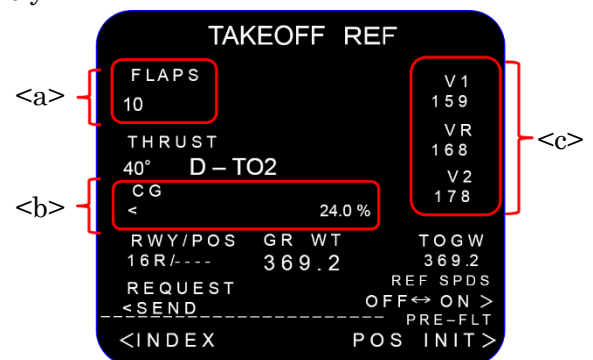 TAKEOFF REF
<a>
FLAPS
10
V1
159
VR
168
V2
178
<c>
THRUST
40° D – TO2
<b>
CG
< 24.0 %
RWY/POS GR WT TOGW
16R/---- 369.2 369.2
REQUEST REF SPDS
<SEND OFF↔ ON >
--------------------- PRE–FLT
<INDEX POS INIT>